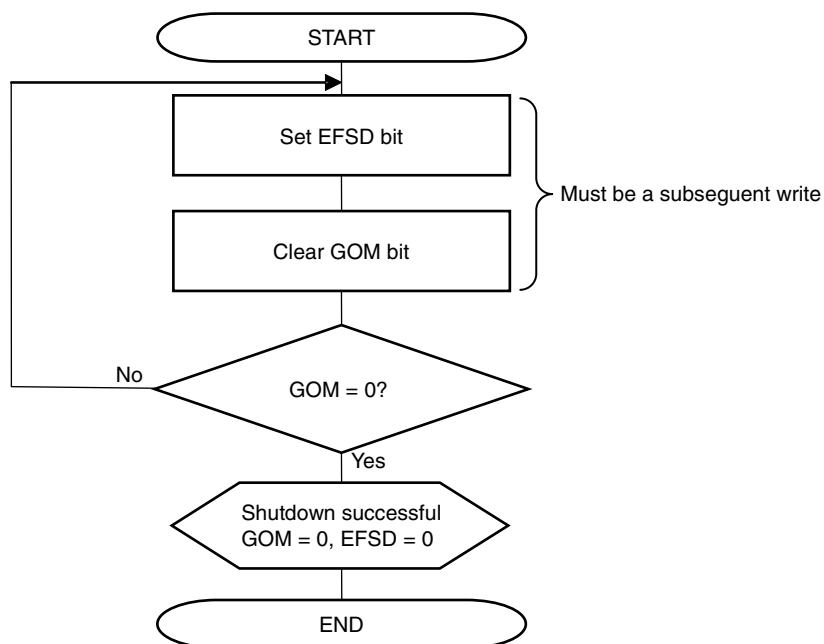 START
Set EFSD bit
Must be a subseguent write
Clear GOM bit
No
GOM = 0?
Yes
Shutdown successful
GOM = 0, EFSD = 0
END